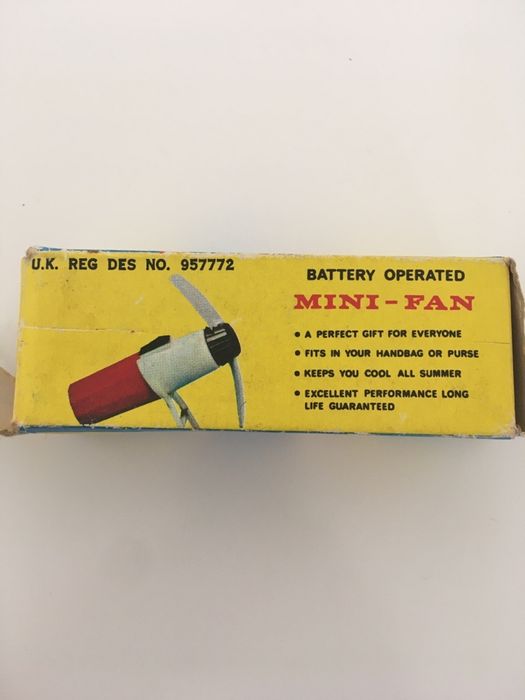 U.K. REG DES NO. 957772
BATTERY OPERATED
MINI-FAN
• A PERFECT GIFT FOR EVERYONE
• FITS IN YOUR HANDBAG OR PURSE
• KEEPS YOU COOL ALL SUMMER
• EXCELLENT PERFORMANCE LONG
LIFE GUARANTEED